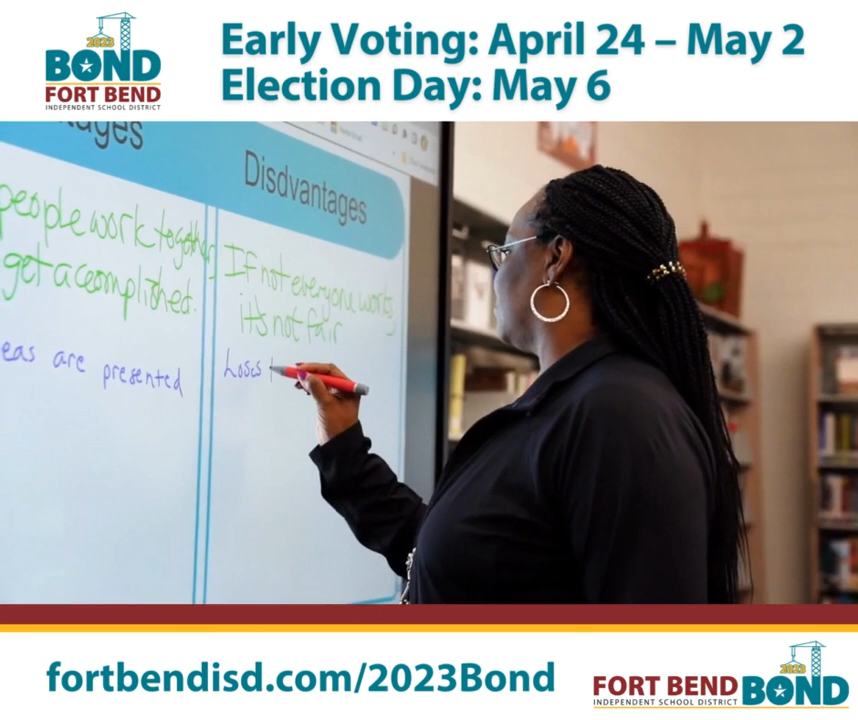 2023
BOND
FORT BEND
INDEPENDENT SCHOOL DISTRICT
Early Voting: April 24 – May 2
Election Day: May 6
Disdvantages
people work together
get accomplished.
eas are presented
If not everyone works
it's not fair
Loses
fortbendisd.com/2023Bond
FORT BEND
INDEPENDENT SCHOOL DISTRICT
2023
BOND